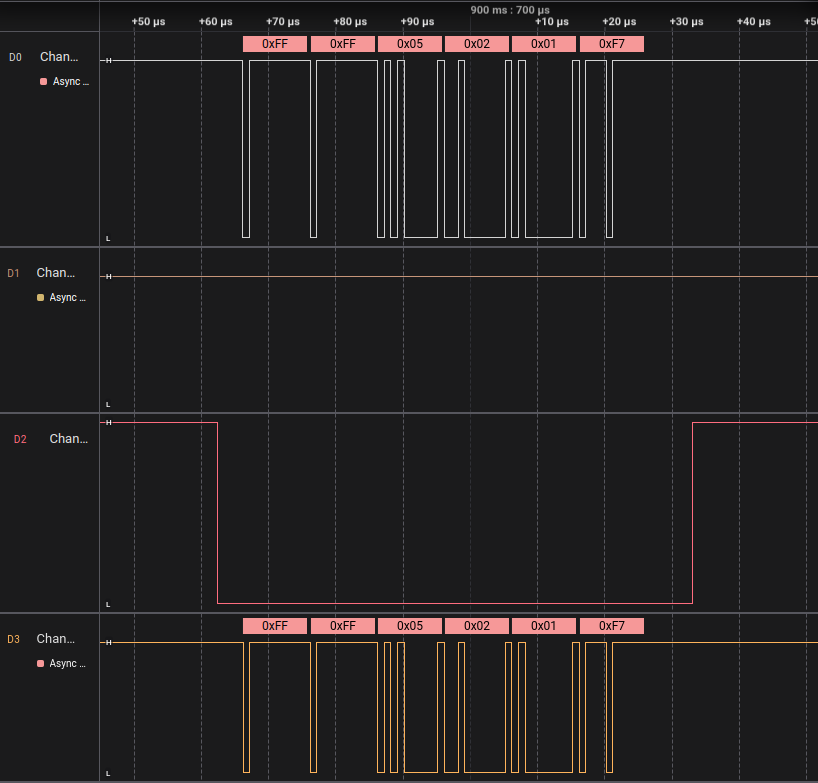 900 ms : 700 µs
+50 µs +60 µs +70 µs +80 µs +90 µs +10 µs +20 µs +30 µs +40 µs +5
0xFF 0xFF 0x05 0x02 0x01 0xF7
D0 Chan...
H
Async ...
L
D1 Chan...
H
Async ...
L
H
D2 Chan...
L
0xFF 0xFF 0x05 0x02 0x01 0xF7
D3 Chan...
H
Async ...
L